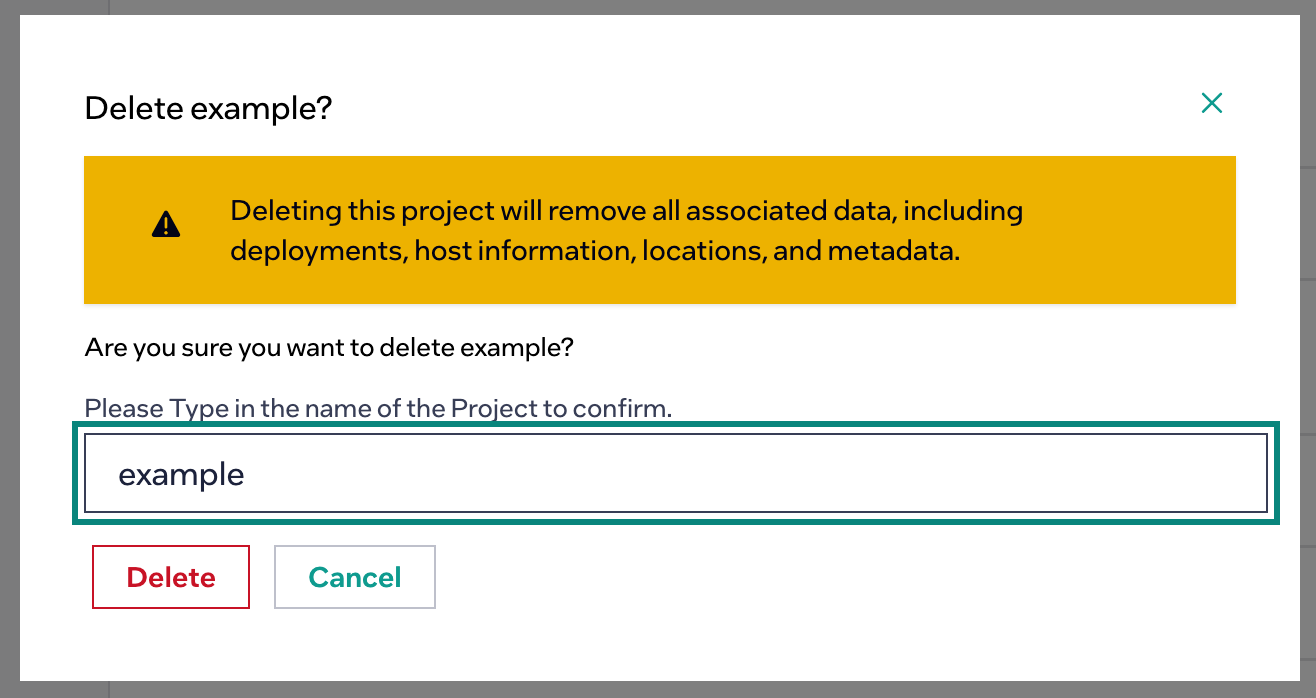 Delete example?
Deleting this project will remove all associated data, including
deployments, host information, locations, and metadata.
Are you sure you want to delete example?
Please Type in the name of the Project to confirm.
example
Delete
Cancel